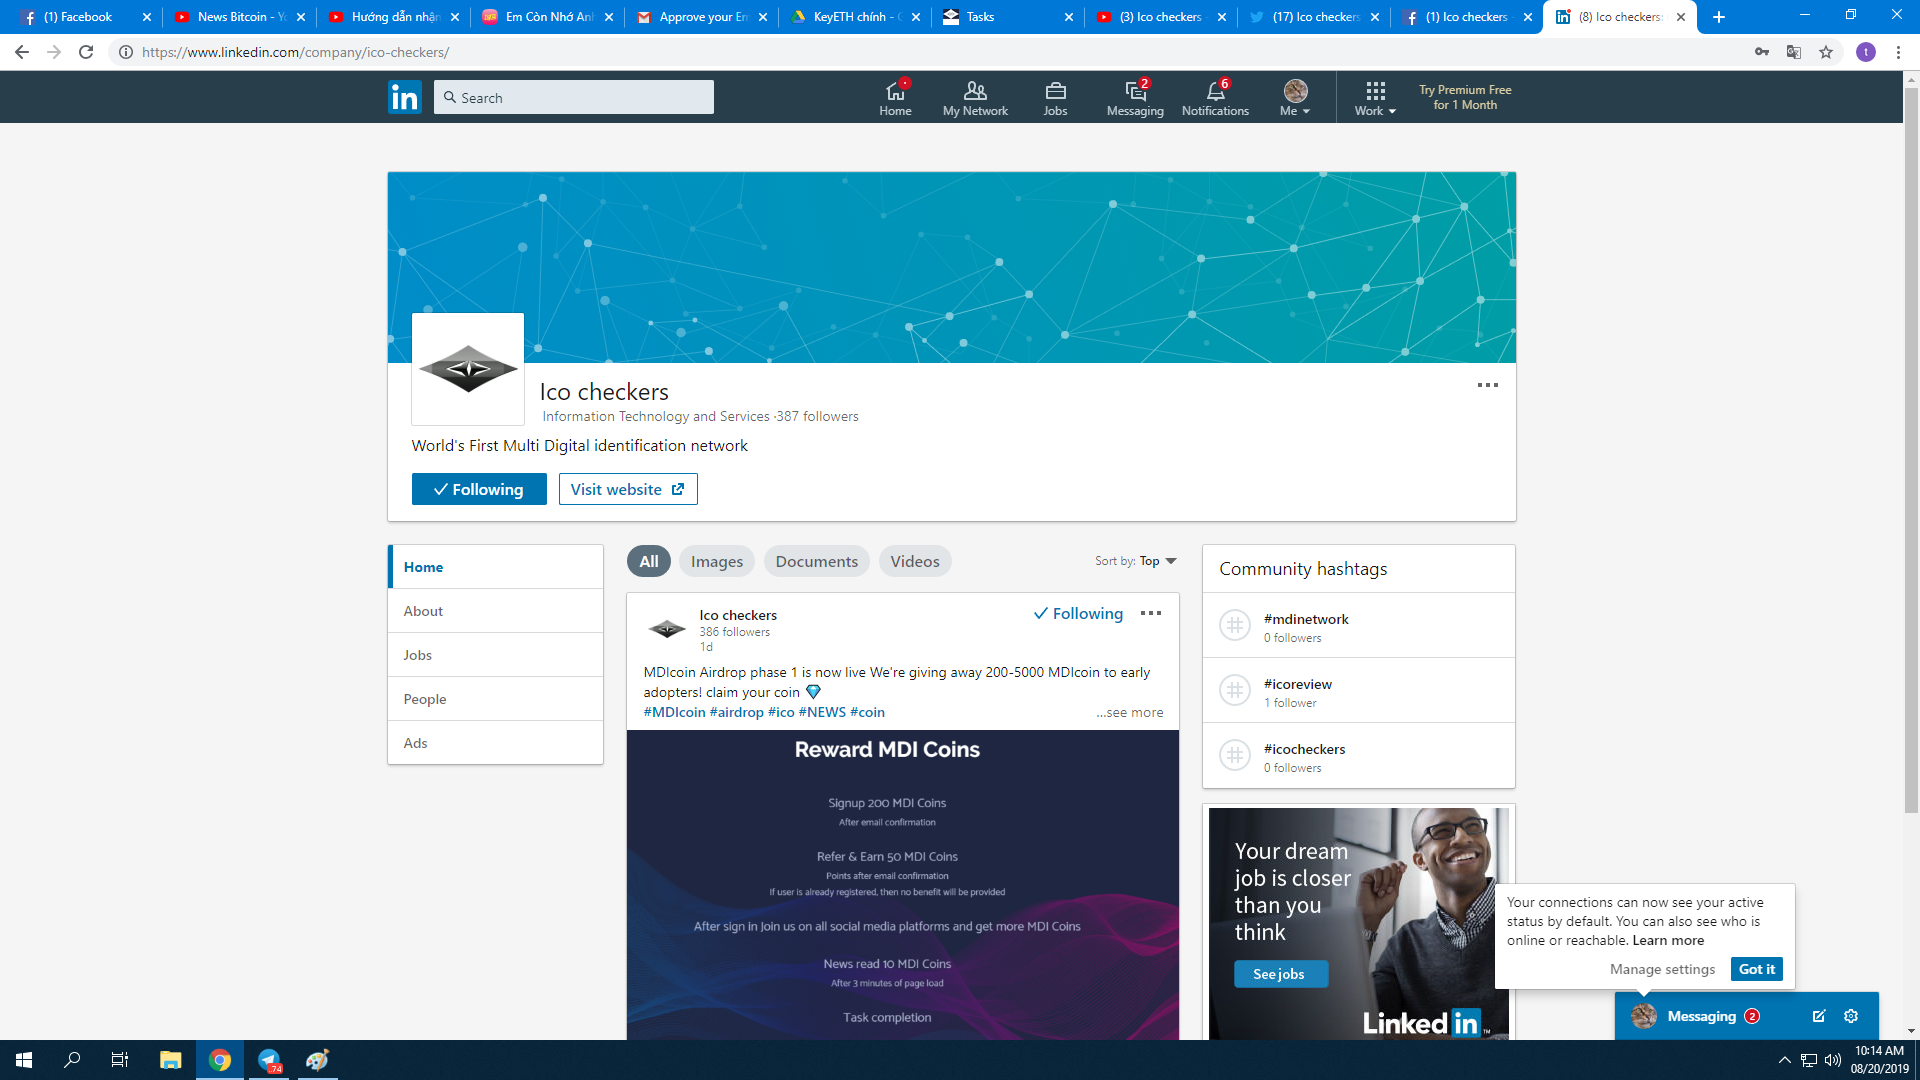 (1) Facebook
News Bitcoin - Yo
Hướng dẫn nhận
Em Còn Nhớ Anh
Approve your Em
KeyETH chính - G
Tasks
(3) Ico checkers -
(17) Ico checkers
(1) Ico checkers -
(8) Ico checkers:
https://www.linkedin.com/company/ico-checkers/
t
in
Search
Home
My Network
2
Jobs
Messaging
6
Notifications
Me
Work
Try Premium Free
for 1 Month
Ico checkers
Information Technology and Services ·387 followers
World's First Multi Digital identification network
Following
Visit website
Home
About
Jobs
People
Ads
All
Images
Documents
Videos
Sort by: Top
Ico checkers
386 followers
1d
Following
MDIcoin Airdrop phase 1 is now live We're giving away 200-5000 MDIcoin to early
adopters! claim your coin 💎
#MDIcoin #airdrop #ico #NEWS #coin
...see more
Reward MDI Coins
Signup 200 MDI Coins
After email confirmation
Refer & Earn 50 MDI Coins
Points after email confirmation
If user is already registered, then no benefit will be provided
After sign in Join us on all social media platforms and get more MDI Coins
News read 10 MDI Coins
After 3 minutes of page load
Task completion
Community hashtags
#mdinetwork
0 followers
#icoreview
1 follower
#icocheckers
0 followers
Your dream
job is closer
than you
think
See jobs
Linked in
Your connections can now see your active
status by default. You can also see who is
online or reachable. Learn more
Manage settings
Got it
Messaging
2
..74
10:14 AM
08/20/2019